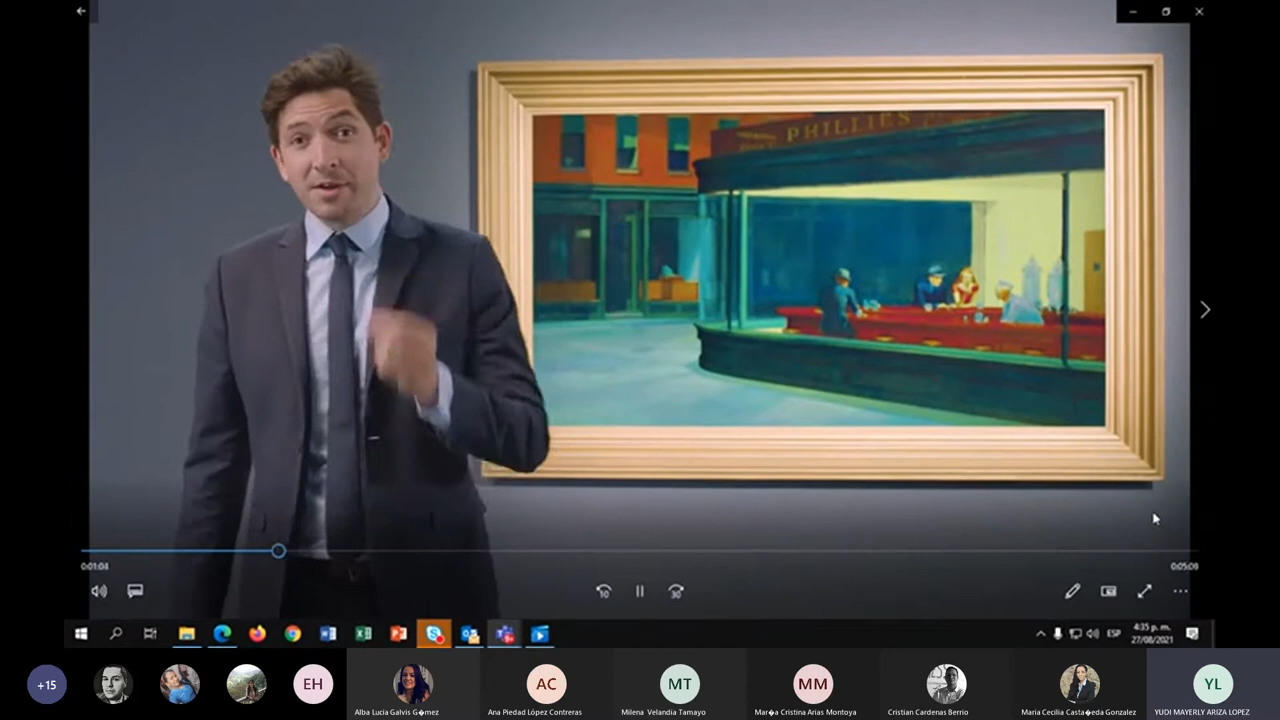 PHILLIES
0:01:04
0:05:09
10
30
ESP
4:35 p. m.
27/08/2021
+15
EH
AC
MT
MM
YL
Alba Lucia Galvis G�mez
Ana Piedad López Contreras
Milena Velandia Tamayo
Mar�a Cristina Arias Montoya
Cristian Cardenas Berrio
Maria Cecilia Casta�eda Gonzalez
YUDI MAYERLY ARIZA LOPEZ